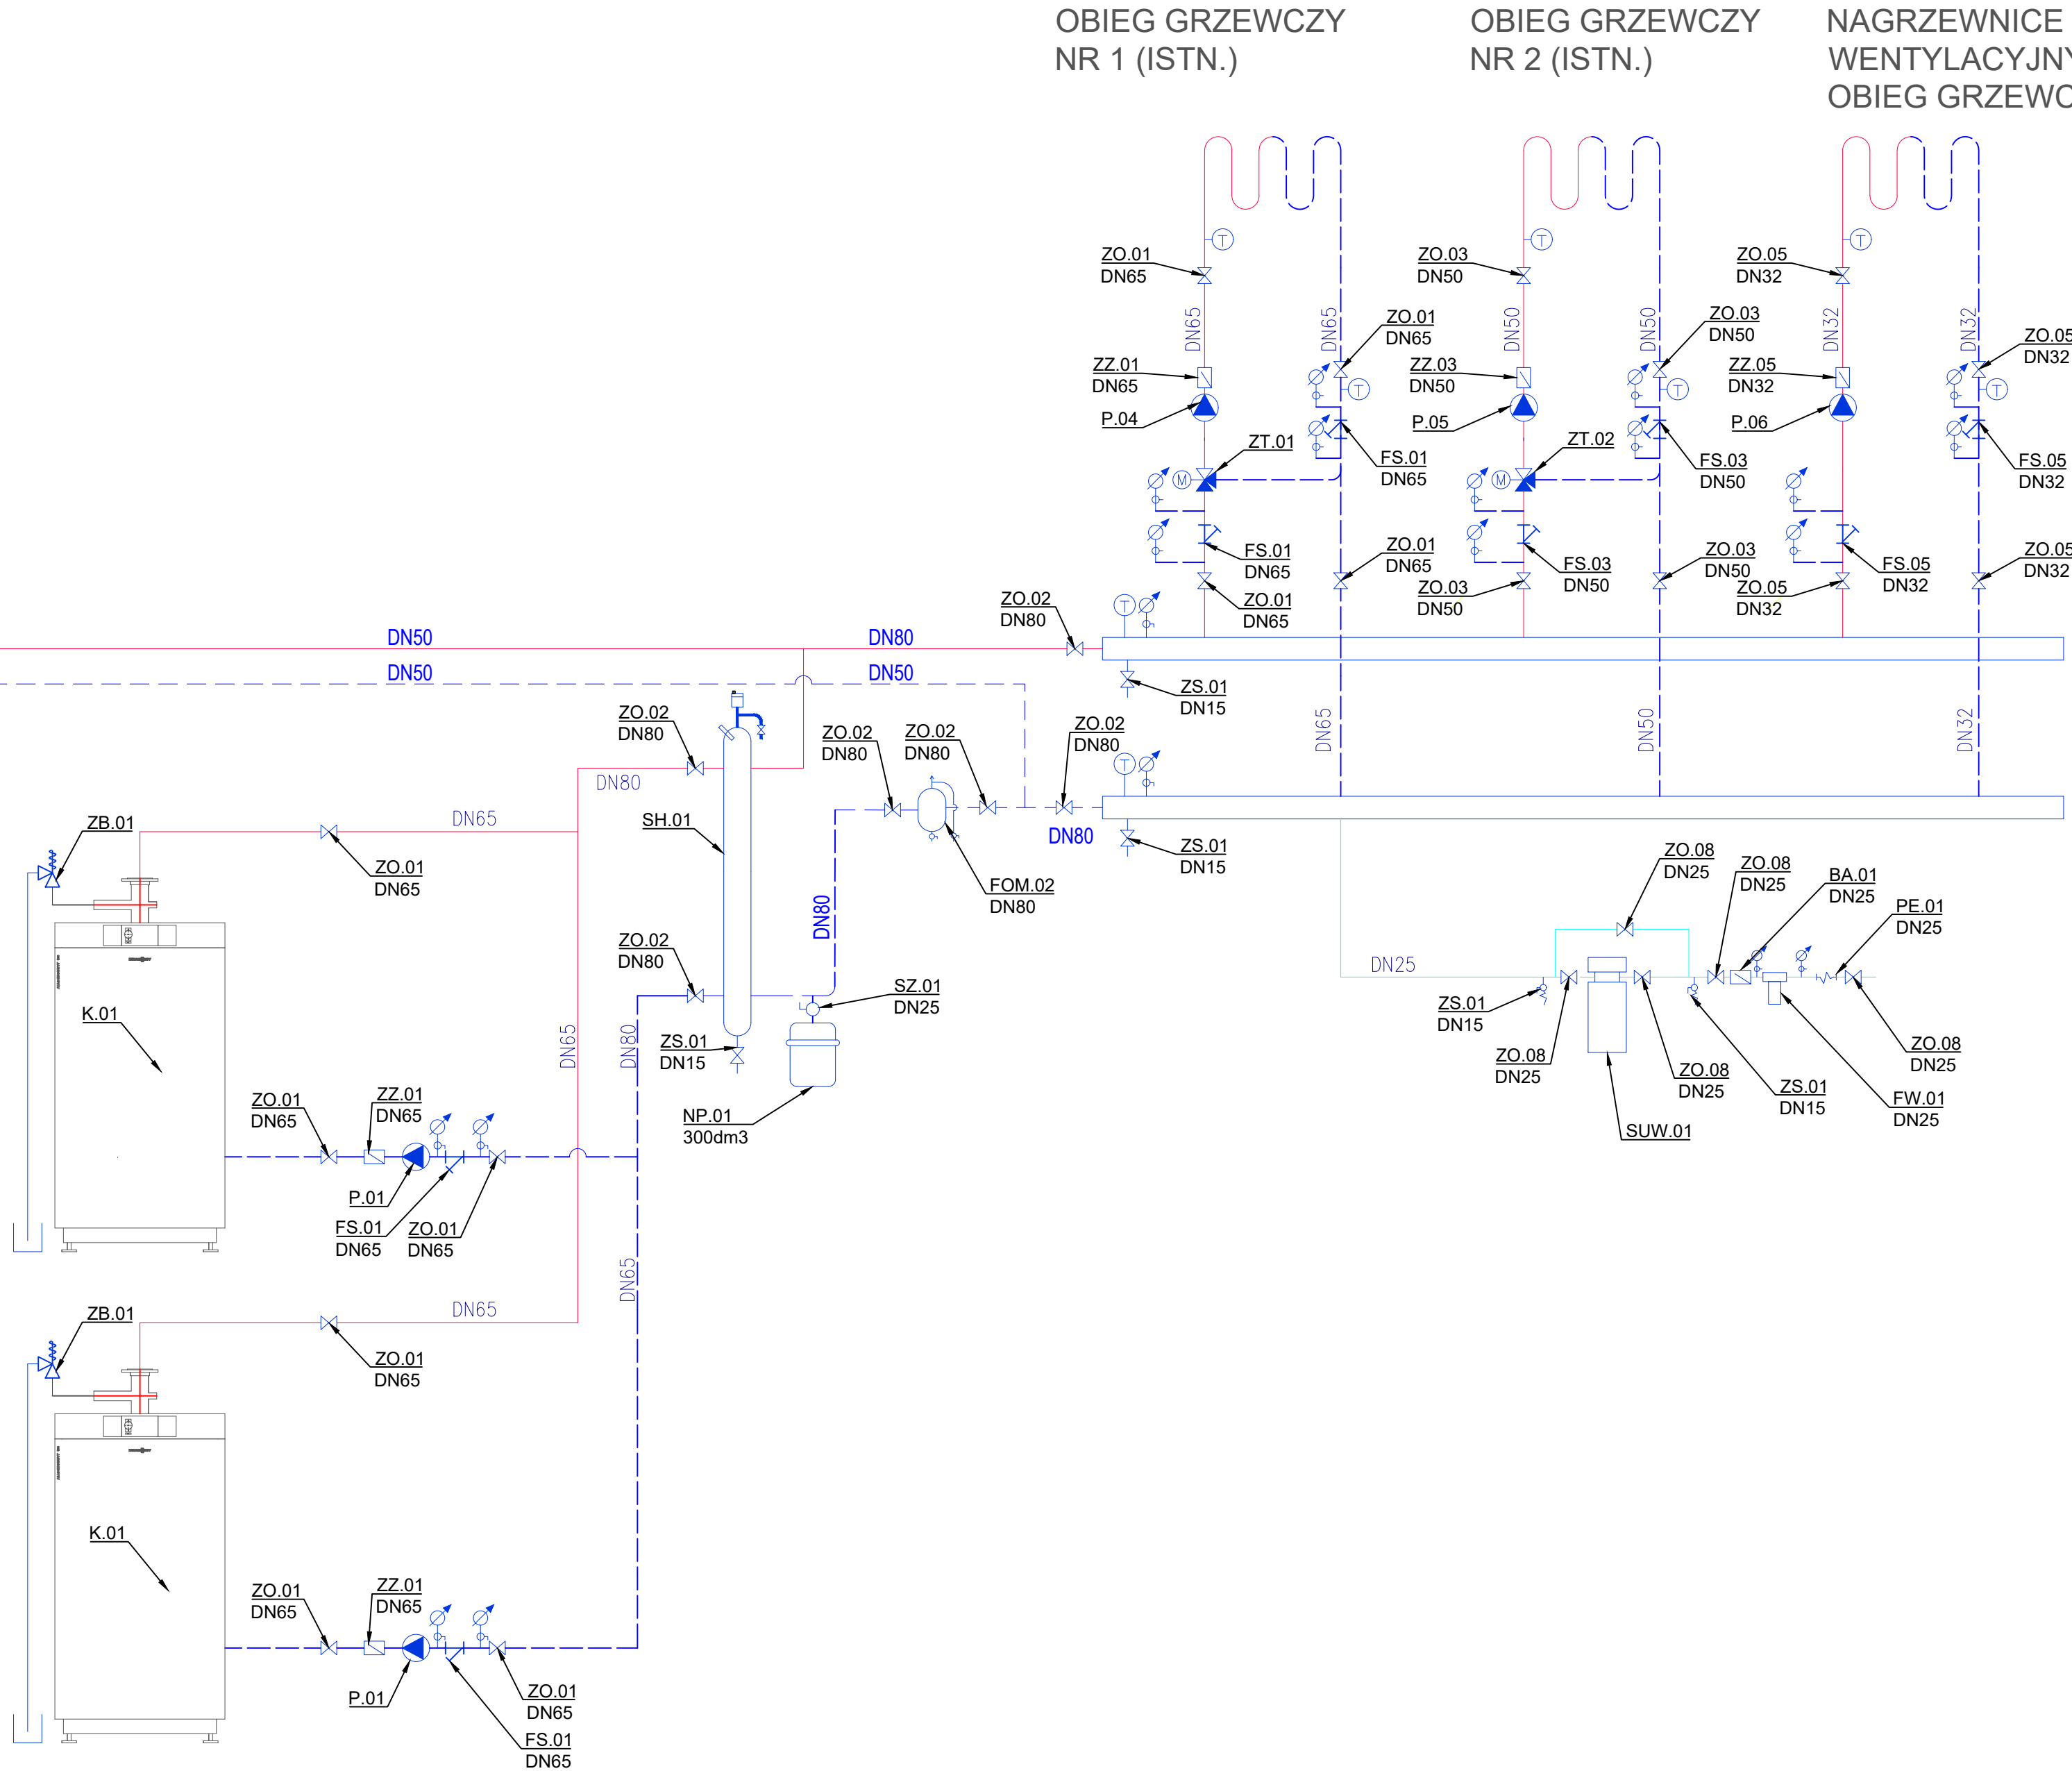 OBIEG GRZEWCZY
NR 1 (ISTN.)
OBIEG GRZEWCZY
NR 2 (ISTN.)
NAGRZEWNICE
WENTYLACYJNY
OBIEG GRZEWC
T
T
T
ZO.01
DN65
ZO.03
DN50
ZO.05
DN32
DN65
DN65
ZO.01
DN65
DN50
DN50
ZO.03
DN50
DN32
DN32
ZO.05
DN32
ZZ.01
DN65
T
ZZ.03
DN50
T
ZZ.05
DN32
T
P.04
P.05
P.06
ZT.01
FS.01
DN65
ZT.02
FS.03
DN50
FS.05
DN32
M
M
FS.01
DN65
ZO.01
DN65
FS.03
DN50
ZO.03
DN50
FS.05
DN32
ZO.05
DN32
ZO.02
DN80
T
ZO.01
DN65
ZO.03
DN50
ZO.05
DN32
DN50
DN80
DN50
DN50
ZS.01
DN15
DN65
DN50
DN32
ZO.02
DN80
ZO.02
DN80
ZO.02
DN80
ZO.02
DN80
T
DN80
DN80
ZS.01
DN15
ZB.01
DN65
SH.01
ZO.01
DN65
FOM.02
DN80
DN80
ZO.08
DN25
ZO.08
DN25
BA.01
DN25
PE.01
DN25
ZO.02
DN80
DN25
SZ.01
DN25
K.01
DN65
DN80
ZS.01
DN15
ZS.01
DN15
ZO.08
DN25
ZO.08
DN25
ZS.01
DN15
ZO.08
DN25
FW.01
DN25
SUW.01
NP.01
300dm3
ZO.01
DN65
ZZ.01
DN65
P.01
FS.01
DN65
ZO.01
DN65
DN65
ZB.01
DN65
ZO.01
DN65
K.01
ZO.01
DN65
ZZ.01
DN65
P.01
ZO.01
DN65
FS.01
DN65